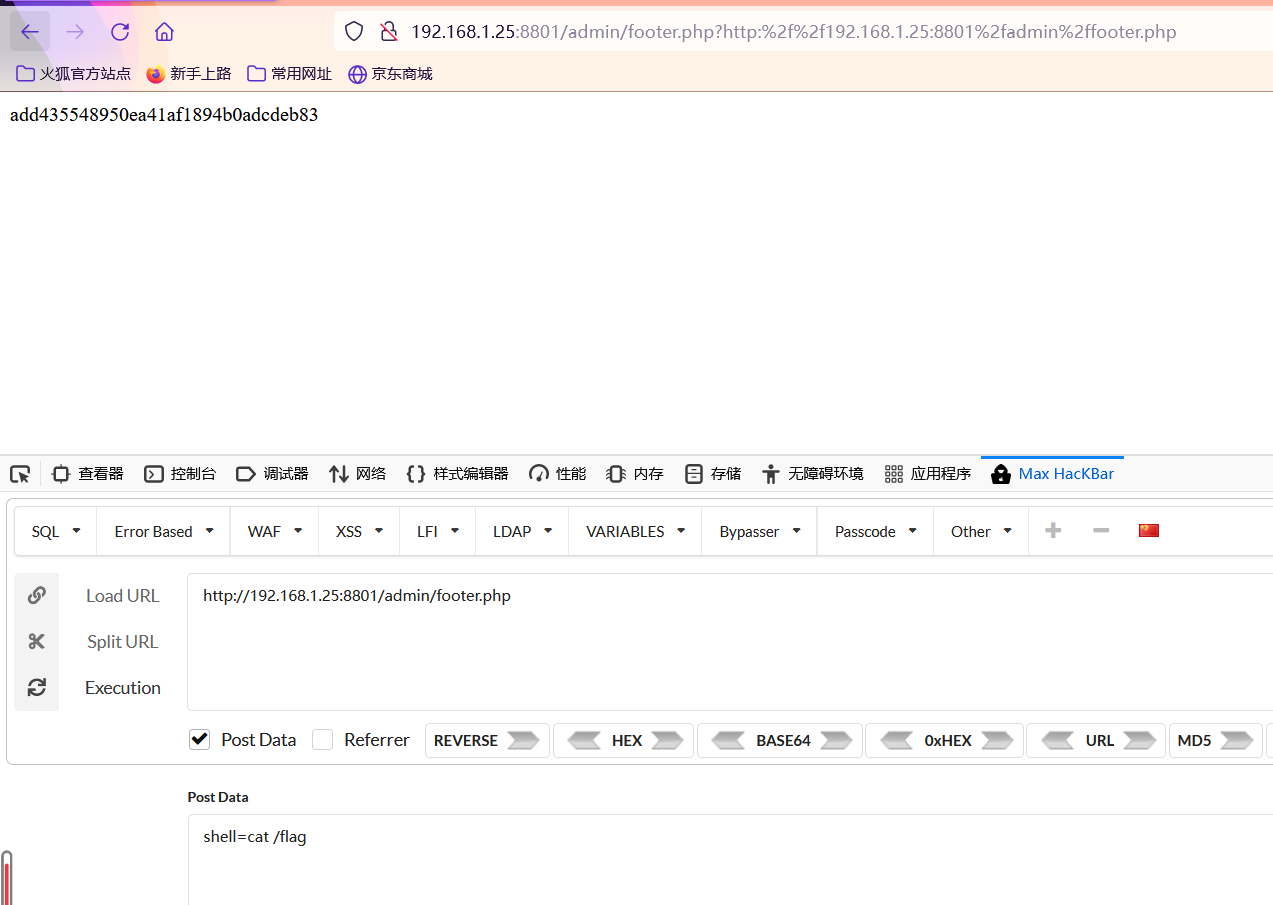 192.168.1.25:8801/admin/footer.php?http:%2f%2f192.168.1.25:8801%2fadmin%2ffooter.php
火狐官方站点 新手上路 常用网址 京东商城
add435548950ea41af1894b0adcdeb83
查看器 控制台 调试器 网络 样式编辑器 性能 内存 存储 无障碍环境 应用程序 Max HacKBar
SQL Error Based WAF XSS LFI LDAP VARIABLES Bypasser Passcode Other
Load URL http://192.168.1.25:8801/admin/footer.php
Split URL
Execution
Post Data Referrer REVERSE HEX BASE64 0xHEX URL MD5
Post Data
shell=cat /flag